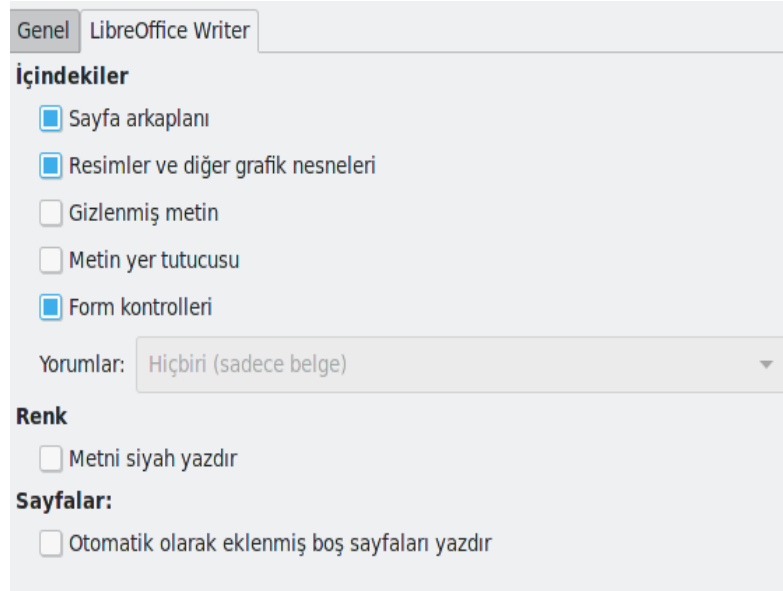 Genel LibreOffice Writer
İçindekiler
Sayfa arkaplanı
Resimler ve diğer grafik nesneleri
Gizlenmiş metin
Metin yer tutucusu
Form kontrolleri
Yorumlar: Hiçbiri (sadece belge)
Renk
Metni siyah yazdır
Sayfalar:
Otomatik olarak eklenmiş boş sayfaları yazdır